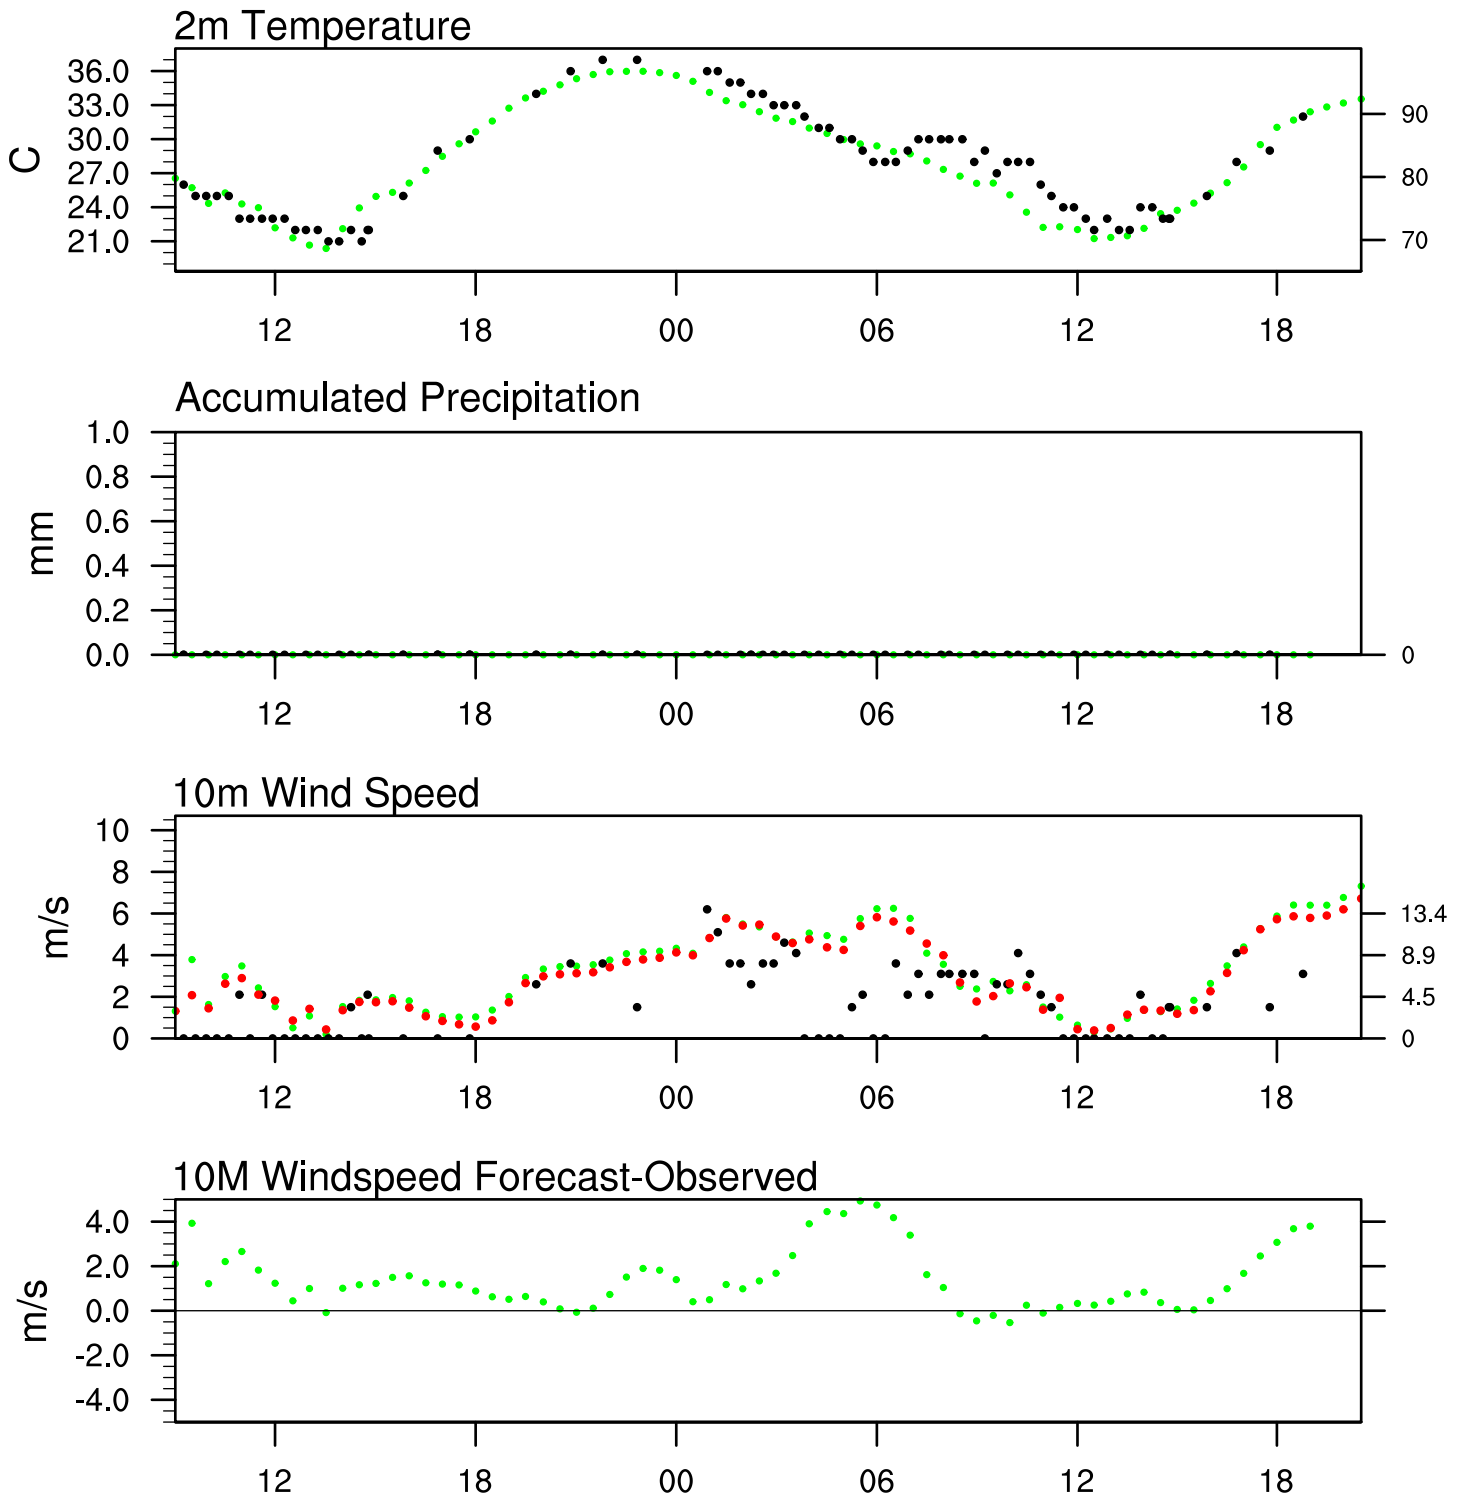 2m Temperature
36.0
33.0
30.0
27.0
24.0
21.0
C
90
80
70
12 18 00 06 12 18
Accumulated Precipitation
1.0
0.8
0.6
0.4
0.2
0.0
mm
0
12 18 00 06 12 18
10m Wind Speed
10
8
6
4
2
0
m/s
13.4
8.9
4.5
0
12 18 00 06 12 18
10M Windspeed Forecast-Observed
4.0
2.0
0.0
-2.0
-4.0
m/s
12 18 00 06 12 18